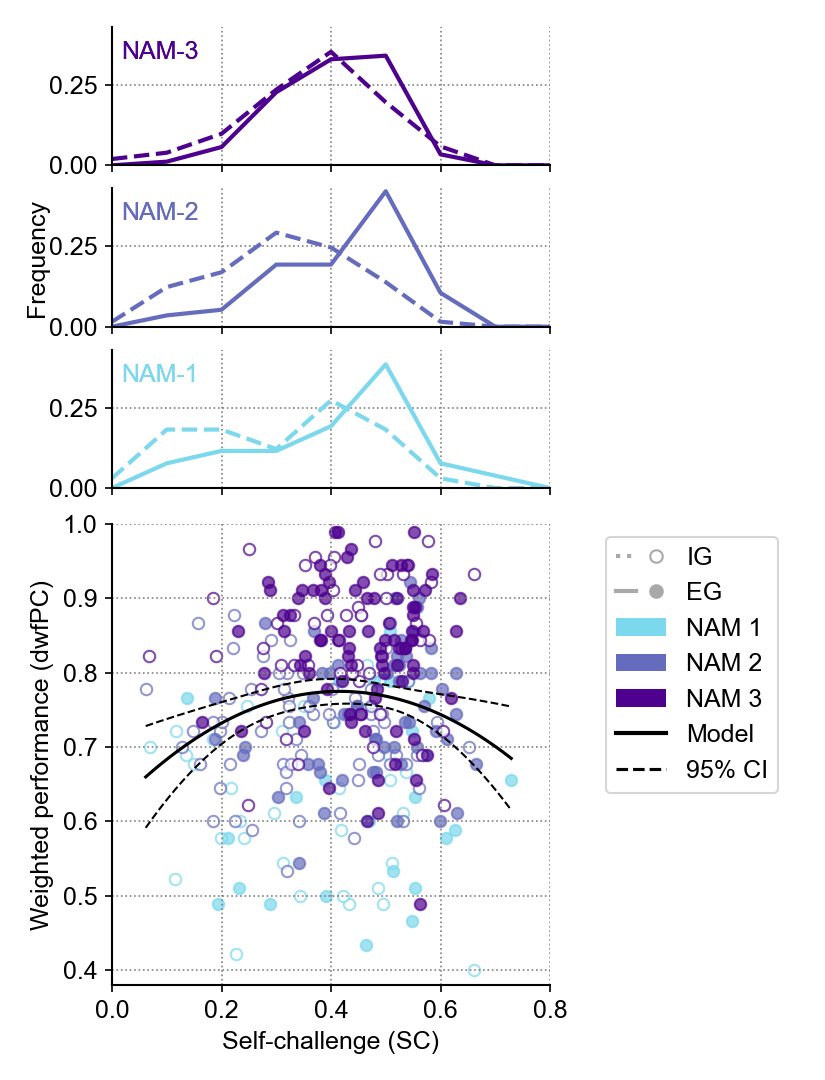 NAM-3
0.25
0.00
NAM-2
Frequency
0.25
0.00
NAM-1
0.25
0.00
Weighted performance (dwfPC)
1.0
0.9
0.8
0.7
0.6
0.5
0.4
0.0 0.2 0.4 0.6 0.8
Self-challenge (SC)
IG
EG
NAM 1
NAM 2
NAM 3
Model
95% CI